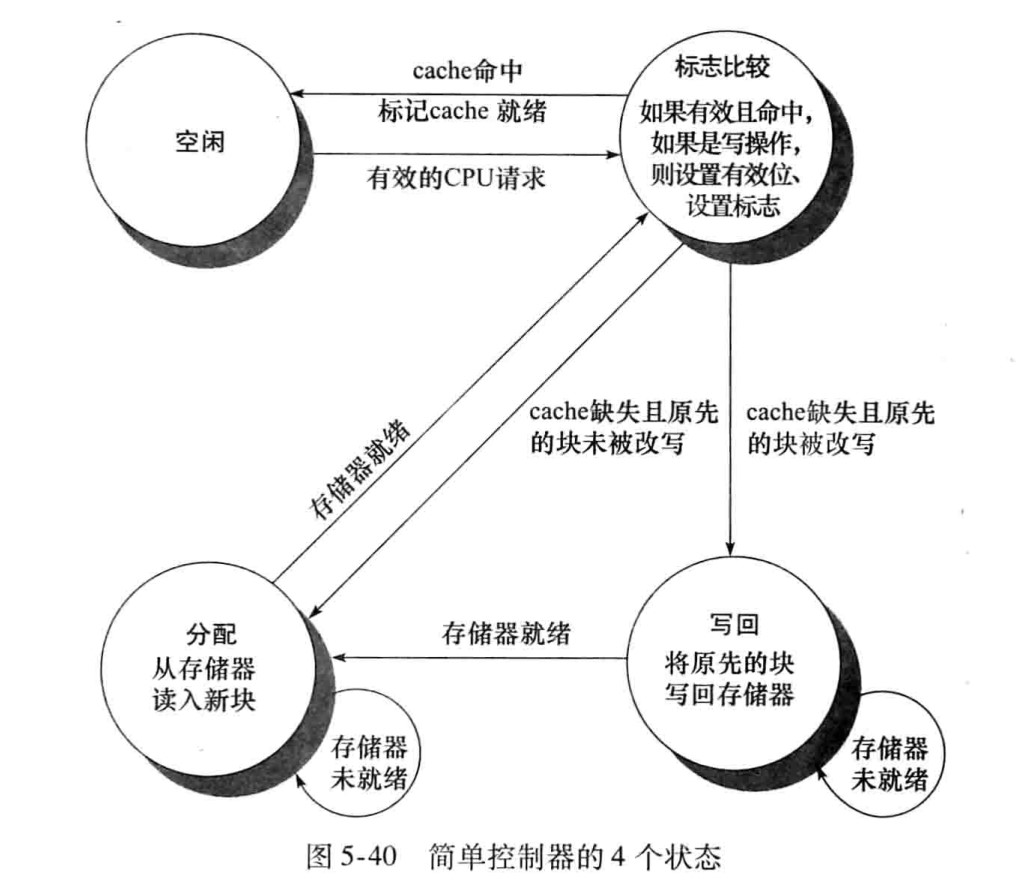 cache命中
标记cache 就绪
空闲
有效的CPU请求
标志比较
如果有效且命中,
如果是写操作,
则设置有效位、
设置标志
存储器就绪
cache缺失且原先
的块未被改写
cache缺失且原先
的块被改写
分配
从存储器
读入新块
存储器就绪
写回
将原先的块
写回存储器
存储器
未就绪
存储器
未就绪
图 5-40 简单控制器的 4 个状态